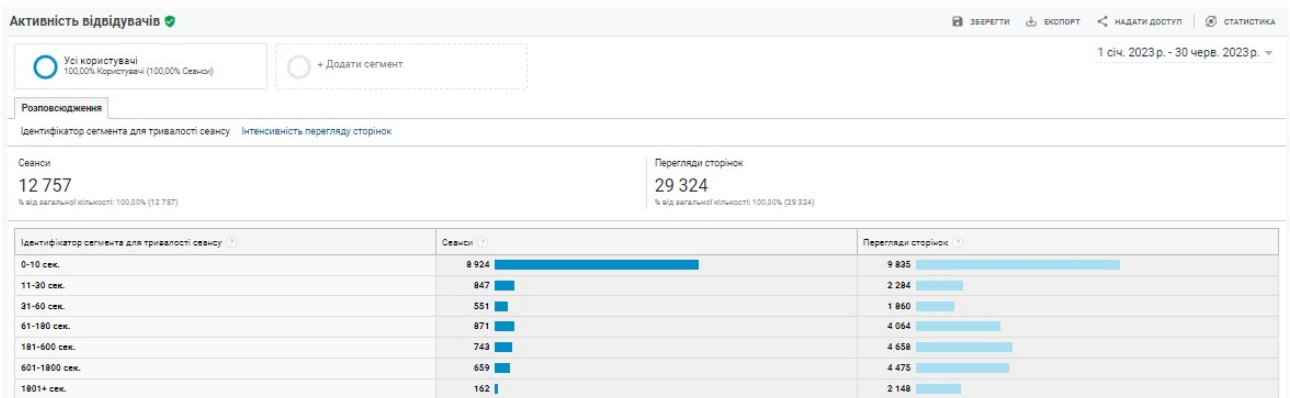 Активність відвідувачів
ЗБЕРЕГТИ ЕКСПОРТ НАДАТИ ДОСТУП СТАТИСТИКА
Усі користувачі
100,00% Користувачі (100,00% Сеанси)
+ Додати сегмент
1 січ. 2023 р. - 30 черв. 2023 р.
Розповсюдження
Ідентифікатор сегмента для тривалості сеансу Інтенсивність перегляду сторінок
Сеанси Перегляди сторінок
12 757 29 324
% від загальної кількості: 100,00% (12 757) % від загальної кількості: 100,00% (29 324)
Ідентифікатор сегмента для тривалості сеансу ? Сеанси ? Перегляди сторінок ?
0-10 сек. 8 924 9 835
11-30 сек. 847 2 284
31-60 сек. 551 1 860
61-180 сек. 871 4 064
181-600 сек. 743 4 658
601-1800 сек. 659 4 475
1801+ сек. 162 2 148